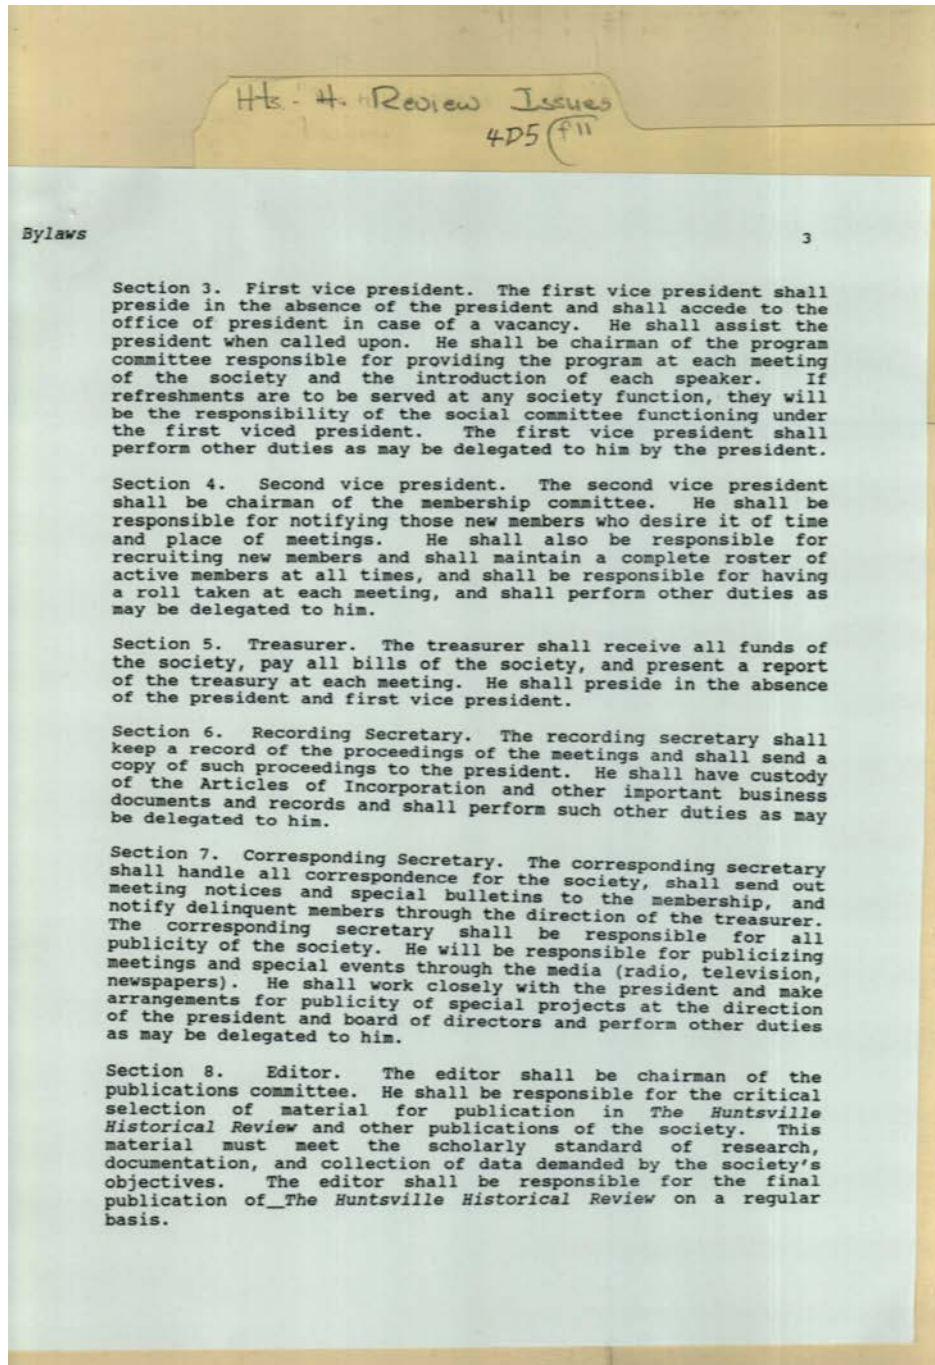 Hts - H. Review Issues
4D5 (f11
Bylaws 3
Section 3. First vice president. The first vice president shall
preside in the absence of the president and shall accede to the
office of president in case of a vacancy. He shall assist the
president when called upon. He shall be chairman of the program
committee responsible for providing the program at each meeting
of the society and the introduction of each speaker. If
refreshments are to be served at any society function, they will
be the responsibility of the social committee functioning under
the first viced president. The first vice president shall
perform other duties as may be delegated to him by the president.
Section 4. Second vice president. The second vice president
shall be chairman of the membership committee. He shall be
responsible for notifying those new members who desire it of time
and place of meetings. He shall also be responsible for
recruiting new members and shall maintain a complete roster of
active members at all times, and shall be responsible for having
a roll taken at each meeting, and shall perform other duties as
may be delegated to him.
Section 5. Treasurer. The treasurer shall receive all funds of
the society, pay all bills of the society, and present a report
of the treasury at each meeting. He shall preside in the absence
of the president and first vice president.
Section 6. Recording Secretary. The recording secretary shall
keep a record of the proceedings of the meetings and shall send a
copy of such proceedings to the president. He shall have custody
of the Articles of Incorporation and other important business
documents and records and shall perform such other duties as may
be delegated to him.
Section 7. Corresponding Secretary. The corresponding secretary
shall handle all correspondence for the society, shall send out
meeting notices and special bulletins to the membership, and
notify delinquent members through the direction of the treasurer.
The corresponding secretary shall be responsible for all
publicity of the society. He will be responsible for publicizing
meetings and special events through the media (radio, television,
newspapers). He shall work closely with the president and make
arrangements for publicity of special projects at the direction
of the president and board of directors and perform other duties
as may be delegated to him.
Section 8. Editor. The editor shall be chairman of the
publications committee. He shall be responsible for the critical
selection of material for publication in The Huntsville
Historical Review and other publications of the society. This
material must meet the scholarly standard of research,
documentation, and collection of data demanded by the society's
objectives. The editor shall be responsible for the final
publication of_The Huntsville Historical Review on a regular
basis.